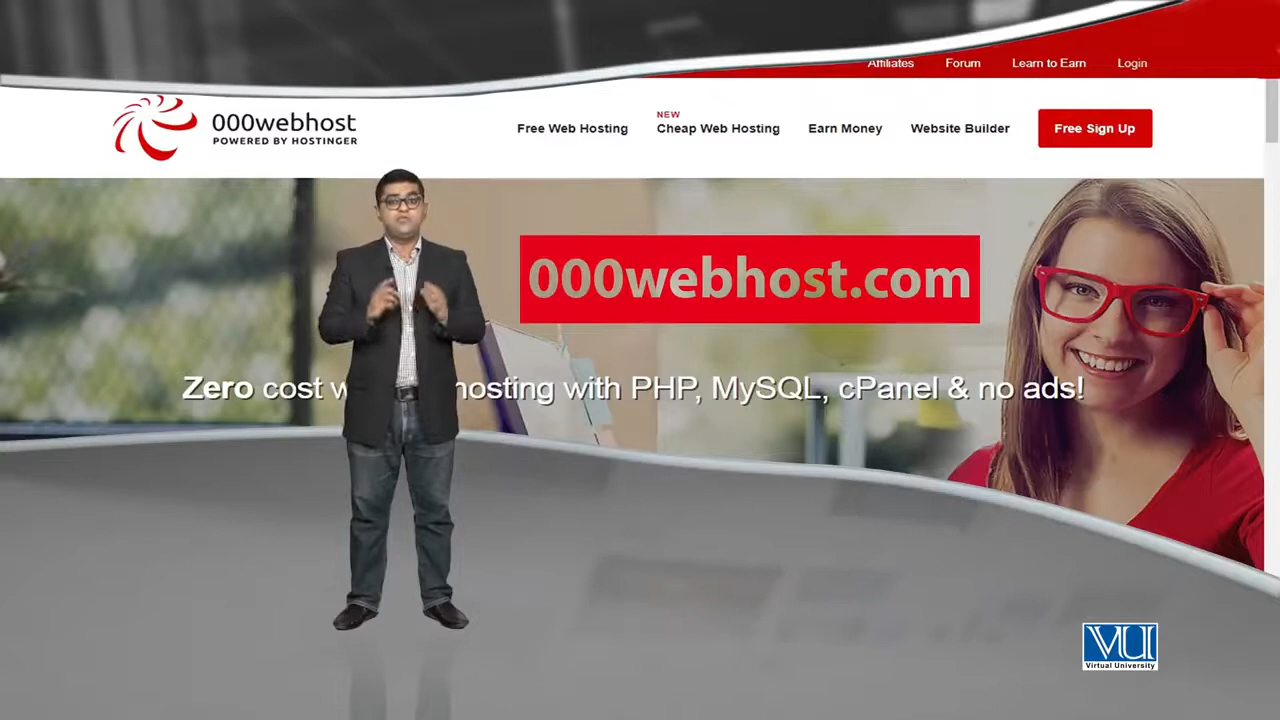 Affiliates Forum Learn to Earn Login
000webhost
POWERED BY HOSTINGER
NEW
Free Web Hosting Cheap Web Hosting Earn Money Website Builder Free Sign Up
000webhost.com
Zero cost hosting with PHP, MySQL, cPanel & no ads!
VU
Virtual University